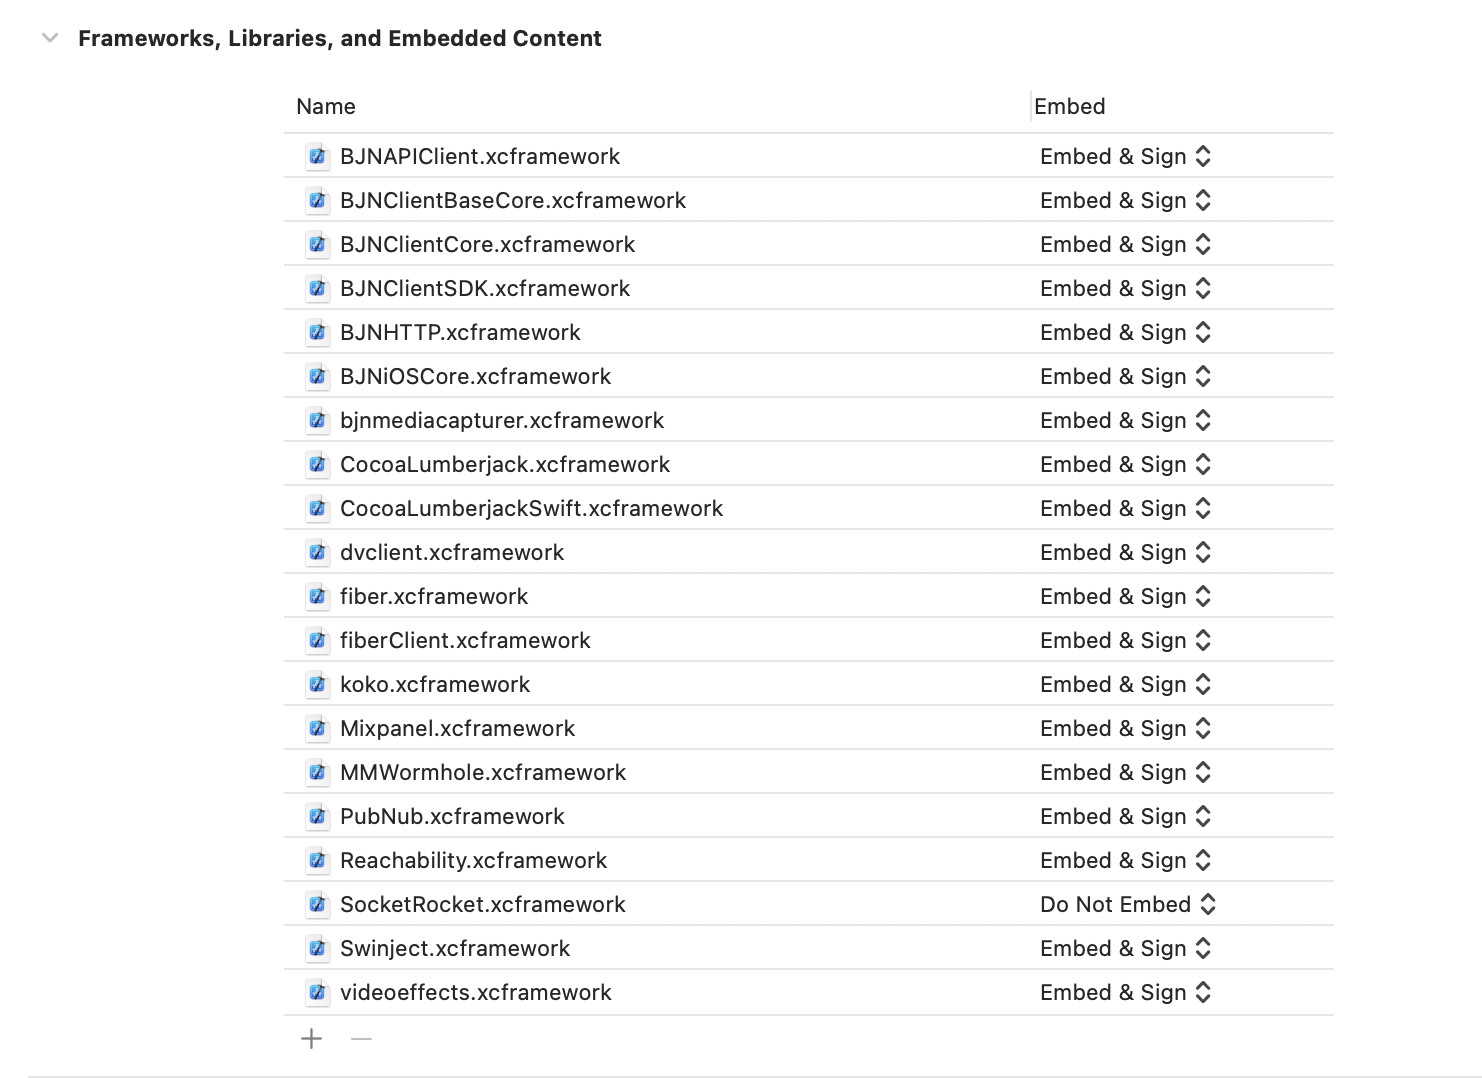 Frameworks, Libraries, and Embedded Content
Name Embed
BJNAPIClient.xcframework Embed & Sign
BJNClientBaseCore.xcframework Embed & Sign
BJNClientCore.xcframework Embed & Sign
BJNClientSDK.xcframework Embed & Sign
BJNHTTP.xcframework Embed & Sign
BJNiOSCore.xcframework Embed & Sign
bjnmediacapturer.xcframework Embed & Sign
CocoaLumberjack.xcframework Embed & Sign
CocoaLumberjackSwift.xcframework Embed & Sign
dvclient.xcframework Embed & Sign
fiber.xcframework Embed & Sign
fiberClient.xcframework Embed & Sign
koko.xcframework Embed & Sign
Mixpanel.xcframework Embed & Sign
MMWormhole.xcframework Embed & Sign
PubNub.xcframework Embed & Sign
Reachability.xcframework Embed & Sign
SocketRocket.xcframework Do Not Embed
Swinject.xcframework Embed & Sign
videoeffects.xcframework Embed & Sign